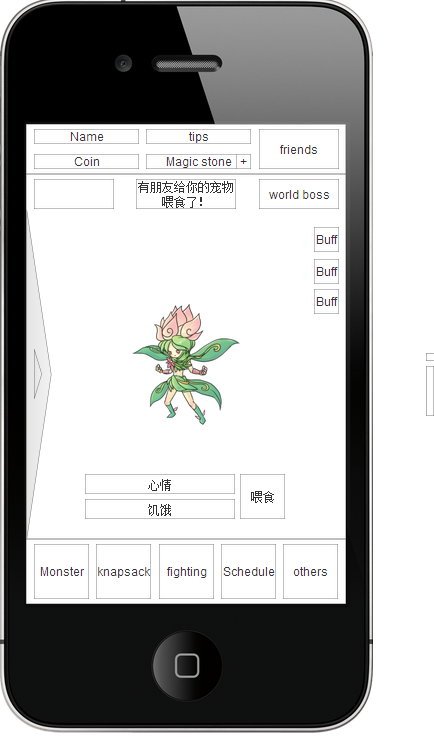 Name
tips
friends
Coin
Magic stone +
有朋友给你的宠物
喂食了!
world boss
Buff
Buff
Buff
心情
饥饿
喂食
Monster
knapsack
fighting
Schedule
others